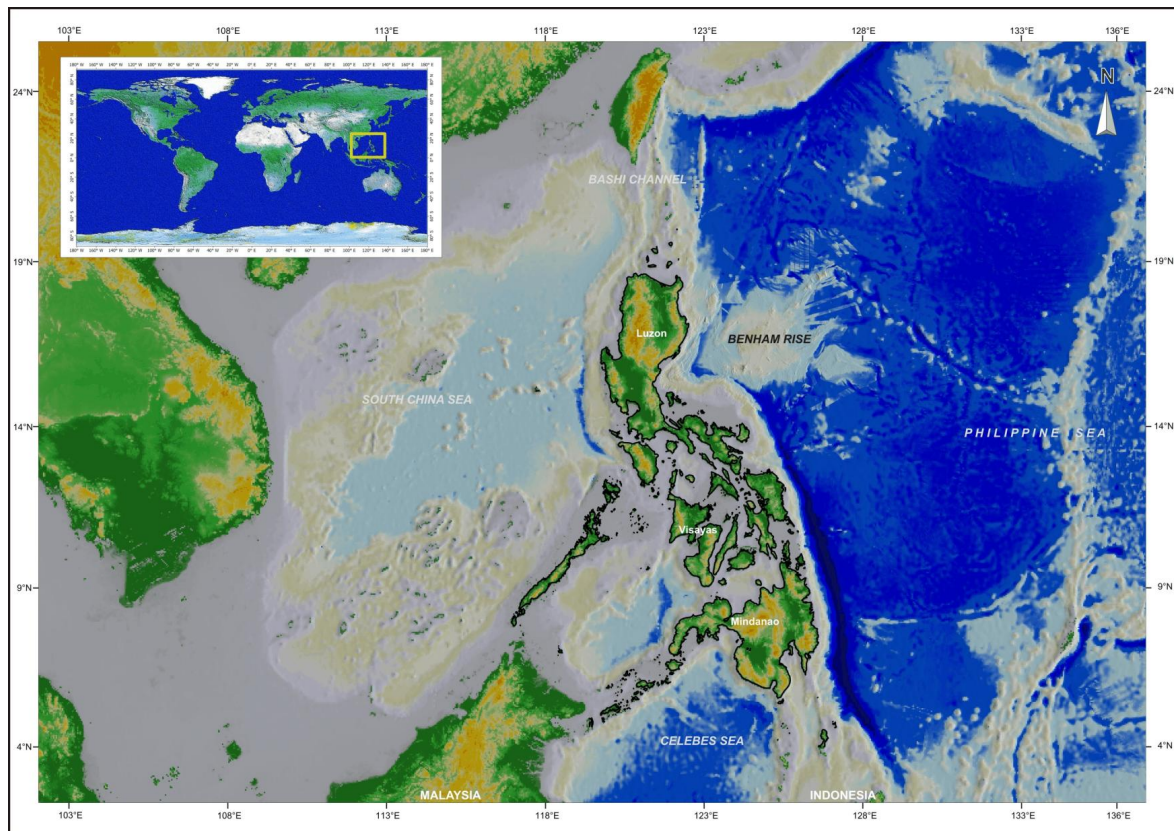 103°E 108°E 113°E 118°E 123°E 128°E 133°E 136°E
24°N 24°N
N
BASHI CHANNEL
19°N 19°N
Luzon
BENHAM RISE
SOUTH CHINA SEA
14°N 14°N
PHILIPPINE SEA
Visayas
9°N 9°N
Mindanao
CELEBES SEA
4°N 4°N
MALAYSIA INDONESIA
103°E 108°E 113°E 118°E 123°E 128°E 133°E 136°E